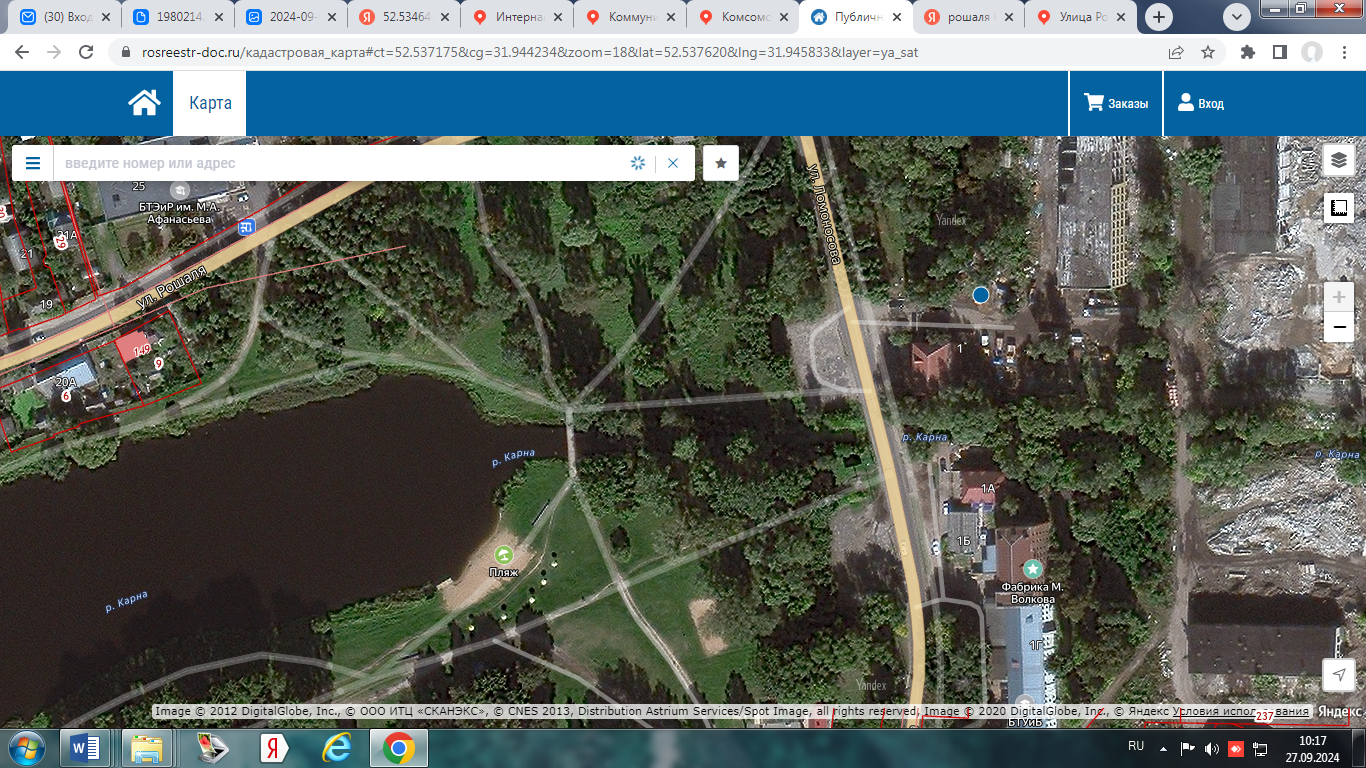 (30) Вход
1980214.
2024-09-
52.53464
Интерна
Коммун
Комсомо
Публичн
рошаля
Улица Ро
rosreestr-doc.ru/кадастровая_карта#ct=52.537175&cg=31.944234&zoom=18&lat=52.537620&lng=31.945833&layer=ya_sat
Карта
Заказы
Вход
введите номер или адрес
25
БТЭиР им. М.А.
Афанасьева
21А
29
21
19
ул. Рошаля
149
9
20А
6
ул. Ломоносова
Yandex
1
р. Карна
р. Карна
р. Карна
1А
1Б
Пляж
Фабрика М.
Волкова
р. Карна
1Г
Yandex
БТУиБ
237
Image © 2012 DigitalGlobe, Inc., © ООО ИТЦ «СКАНЭКС», © CNES 2013, Distribution Astrium Services/Spot Image, all rights reserved, Image © 2020 DigitalGlobe, Inc., © Яндекс Условия использования
Яндекс
RU
10:17
27.09.2024